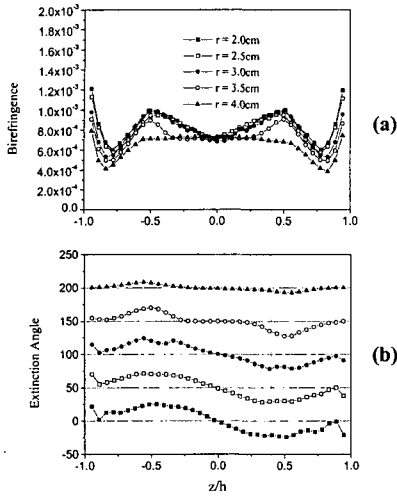 2.0x10⁻³
1.8x10⁻³
1.6x10⁻³
1.4x10⁻³
1.2x10⁻³
1.0x10⁻³
8.0x10⁻⁴
6.0x10⁻⁴
4.0x10⁻⁴
2.0x10⁻⁴
0.0
Birefringence
r = 2.0cm
r = 2.5cm
r = 3.0cm
r = 3.5cm
r = 4.0cm
(a)
-1.0 -0.5 0.0 0.5 1.0
250
200
150
100
50
0
-50
Extinction Angle
(b)
-1.0 -0.5 0.0 0.5 1.0
z/h